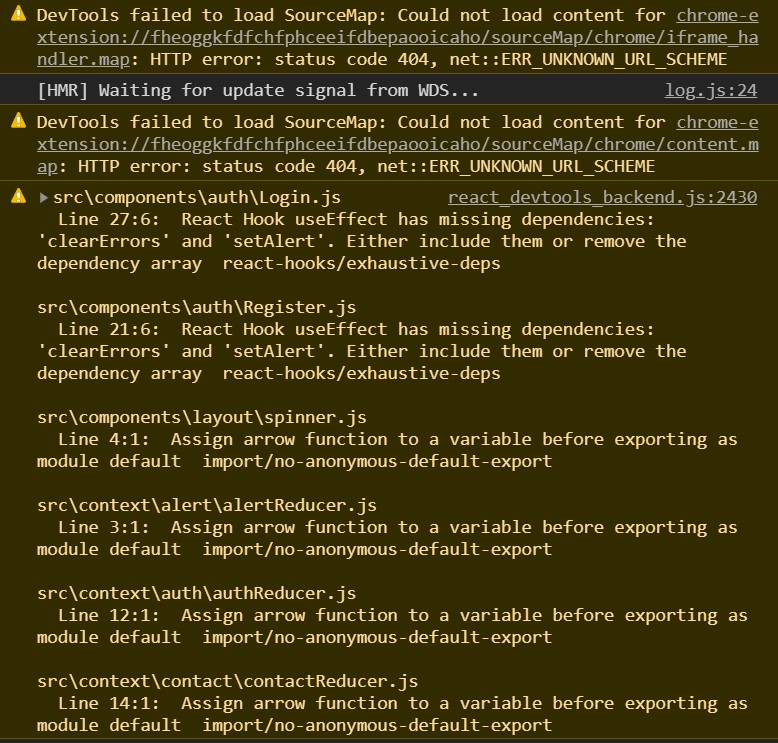 DevTools failed to load SourceMap: Could not load content for chrome-e
xtension://fheoggkfdfchfphceeifdbepaooicaho/sourceMap/chrome/iframe_ha
ndler.map: HTTP error: status code 404, net::ERR_UNKNOWN_URL_SCHEME
[HMR] Waiting for update signal from WDS... log.js:24
DevTools failed to load SourceMap: Could not load content for chrome-e
xtension://fheoggkfdfchfphceeifdbepaooicaho/sourceMap/chrome/content.m
ap: HTTP error: status code 404, net::ERR_UNKNOWN_URL_SCHEME
src\components\auth\Login.js react_devtools_backend.js:2430
Line 27:6: React Hook useEffect has missing dependencies:
'clearErrors' and 'setAlert'. Either include them or remove the
dependency array react-hooks/exhaustive-deps
src\components\auth\Register.js
Line 21:6: React Hook useEffect has missing dependencies:
'clearErrors' and 'setAlert'. Either include them or remove the
dependency array react-hooks/exhaustive-deps
src\components\layout\spinner.js
Line 4:1: Assign arrow function to a variable before exporting as
module default import/no-anonymous-default-export
src\context\alert\alertReducer.js
Line 3:1: Assign arrow function to a variable before exporting as
module default import/no-anonymous-default-export
src\context\auth\authReducer.js
Line 12:1: Assign arrow function to a variable before exporting as
module default import/no-anonymous-default-export
src\context\contact\contactReducer.js
Line 14:1: Assign arrow function to a variable before exporting as
module default import/no-anonymous-default-export